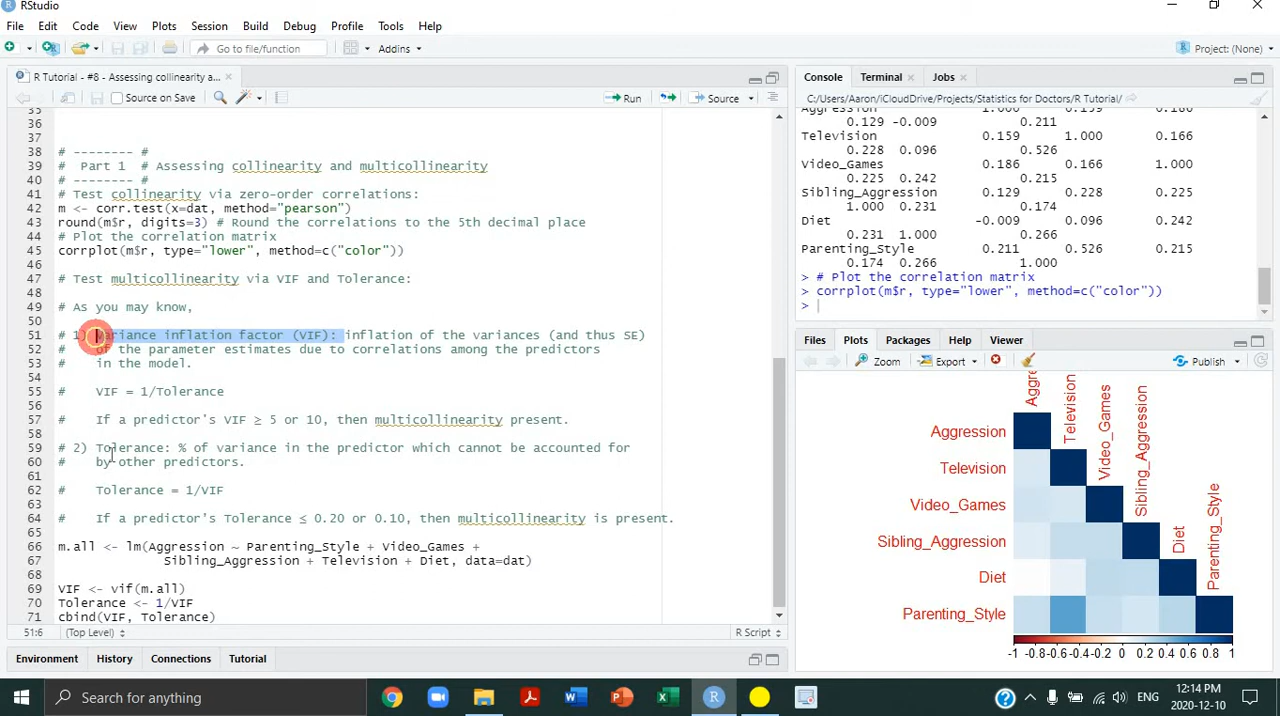 RStudio
File Edit Code View Plots Session Build Debug Profile Tools Help
Go to file/function Addins Project: (None)
R Tutorial - #8 - Assessing collinearity a...
Source on Save Run Source
35
36
37
38 # -------- #
39 # Part 1 # Assessing collinearity and multicollinearity
40 # -------- #
41 # Test collinearity via zero-order correlations:
42 m <- corr.test(x=dat, method="pearson")
43 round(m$r, digits=3) # Round the correlations to the 5th decimal place
44 # Plot the correlation matrix
45 corrplot(m$r, type="lower", method=c("color"))
46
47 # Test multicollinearity via VIF and Tolerance:
48
49 # As you may know,
50
51 # 1) Variance inflation factor (VIF): inflation of the variances (and thus SE)
52 # of the parameter estimates due to correlations among the predictors
53 # in the model.
54
55 # VIF = 1/Tolerance
56
57 # If a predictor's VIF ≥ 5 or 10, then multicollinearity present.
58
59 # 2) Tolerance: % of variance in the predictor which cannot be accounted for
60 # by other predictors.
61
62 # Tolerance = 1/VIF
63
64 # If a predictor's Tolerance ≤ 0.20 or 0.10, then multicollinearity is present.
65
66 m.all <- lm(Aggression ~ Parenting_Style + Video_Games +
67 Sibling_Aggression + Television + Diet, data=dat)
68
69 VIF <- vif(m.all)
70 Tolerance <- 1/VIF
71 cbind(VIF, Tolerance)
51:6 (Top Level) R Script
Environment History Connections Tutorial
Console Terminal Jobs
C:/Users/Aaron/iCloudDrive/Projects/Statistics for Doctors/R Tutorial/
Aggression 1.000 0.159 0.186
0.129 -0.009 0.211
Television 0.159 1.000 0.166
0.228 0.096 0.526
Video_Games 0.186 0.166 1.000
0.225 0.242 0.215
Sibling_Aggression 0.129 0.228 0.225
1.000 0.231 0.174
Diet -0.009 0.096 0.242
0.231 1.000 0.266
Parenting_Style 0.211 0.526 0.215
0.174 0.266 1.000
> # Plot the correlation matrix
> corrplot(m$r, type="lower", method=c("color"))
>
Files Plots Packages Help Viewer
Zoom Export Publish
Aggre
Television
Video_Games
Sibling_Aggression
Diet
Parenting_Style
Aggression
Television
Video_Games
Sibling_Aggression
Diet
Parenting_Style
-1 -0.8 -0.6 -0.4 -0.2 0 0.2 0.4 0.6 0.8 1
Search for anything
ENG
12:14 PM
2020-12-10